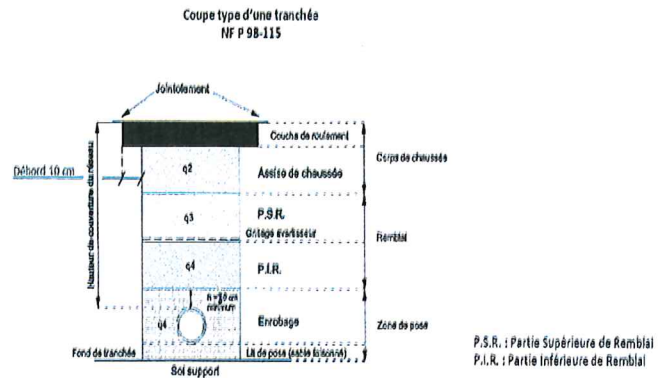 Coupe type d'une tranchée
NF P 98-115
Jointoiement
Couche de roulement
Corps de chaussée
Débord 10 cm
Hauteur de couverture du réseau
q2
Assise de chaussée
q3
P.S.R.
Grillage avertisseur
Remblai
q4
P.I.R.
minimum
q4
Enrobage
Zone de pose
P.S.R. : Partie Supérieure de Remblai
P.I.R. : Partie Inférieure de Remblai
Fond de tranchée
Lit de pose (sable foisonné)
Sol support